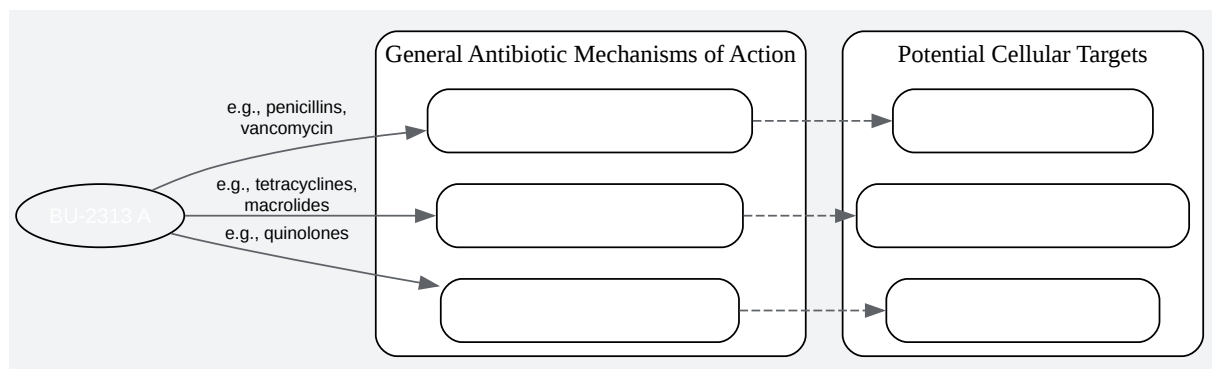 General Antibiotic Mechanisms of Action
Potential Cellular Targets
e.g., penicillins,
vancomycin
e.g., tetracyclines,
macrolides
e.g., quinolones
BU-2313 A